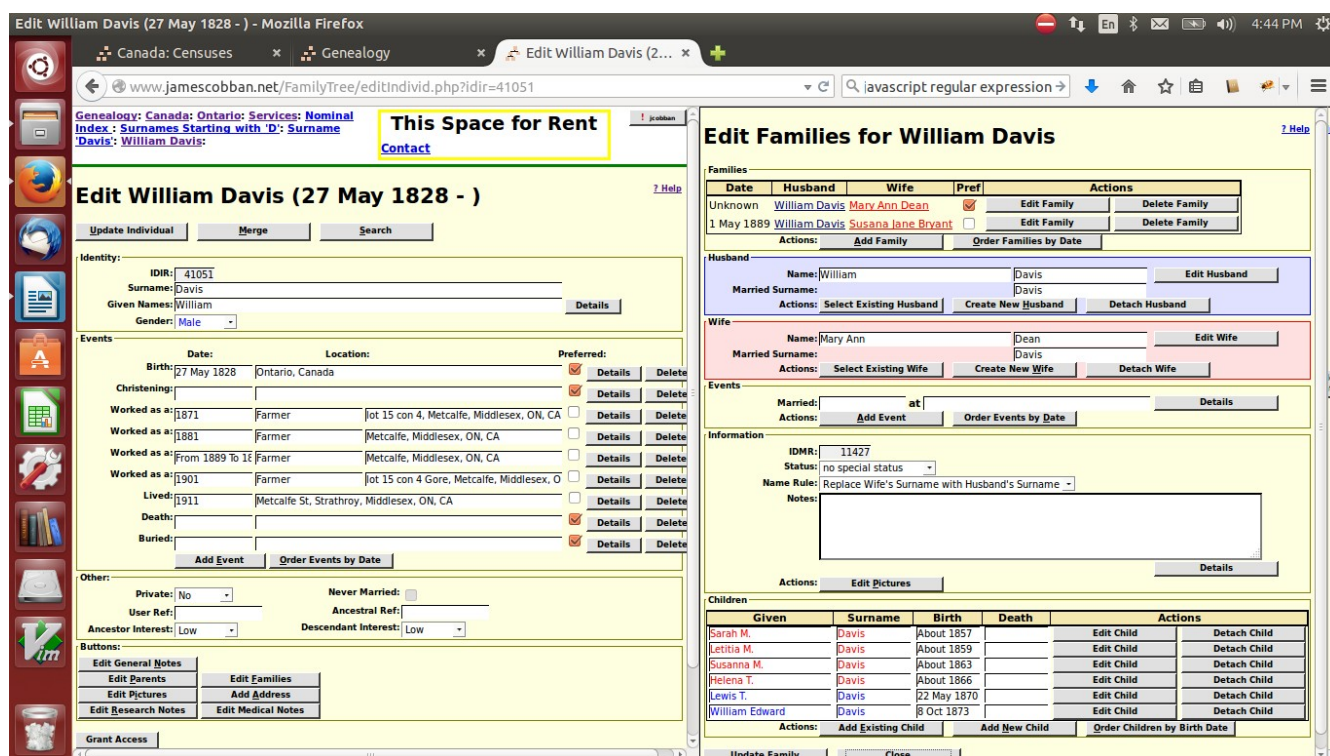 Edit William Davis (27 May 1828 - ) - Mozilla Firefox
En 4:44 PM
Canada: Censuses × Genealogy × Edit William Davis (2... ×
www.jamescobban.net/FamilyTree/editIndivid.php?idir=41051
javascript regular expression
Genealogy: Canada: Ontario: Services: Nominal
Index : Surnames Starting with 'D': Surname
'Davis': William Davis:
This Space for Rent
Contact
! jcobban
Edit William Davis (27 May 1828 - )
? Help
Update Individual Merge Search
Identity:
IDIR: 41051
Surname: Davis
Given Names: William Details
Gender: Male
Events
Date: Location: Preferred:
Birth: 27 May 1828 Ontario, Canada Details Delete
Christening: Details Delete
Worked as a: 1871 Farmer lot 15 con 4, Metcalfe, Middlesex, ON, CA Details Delete
Worked as a: 1881 Farmer Metcalfe, Middlesex, ON, CA Details Delete
Worked as a: From 1889 To 18 Farmer Metcalfe, Middlesex, ON, CA Details Delete
Worked as a: 1901 Farmer lot 15 con 4 Gore, Metcalfe, Middlesex, O Details Delete
Lived: 1911 Metcalfe St, Strathroy, Middlesex, ON, CA Details Delete
Death: Details Delete
Buried: Details Delete
Add Event Order Events by Date
Other:
Private: No Never Married:
User Ref: Ancestral Ref:
Ancestor Interest: Low Descendant Interest: Low
Buttons:
Edit General Notes
Edit Parents Edit Families
Edit Pictures Add Address
Edit Research Notes Edit Medical Notes
Grant Access
Edit Families for William Davis
? Help
Families
Date Husband Wife Pref Actions
Unknown William Davis Mary Ann Dean Edit Family Delete Family
1 May 1889 William Davis Susana Jane Bryant Edit Family Delete Family
Actions: Add Family Order Families by Date
Husband
Name: William Davis Edit Husband
Married Surname: Davis
Actions: Select Existing Husband Create New Husband Detach Husband
Wife
Name: Mary Ann Dean Edit Wife
Married Surname: Davis
Actions: Select Existing Wife Create New Wife Detach Wife
Events
Married: at Details
Actions: Add Event Order Events by Date
Information
IDMR: 11427
Status: no special status
Name Rule: Replace Wife's Surname with Husband's Surname
Notes:
Details
Actions: Edit Pictures
Children
Given Surname Birth Death Actions
Sarah M. Davis About 1857 Edit Child Detach Child
Letitia M. Davis About 1859 Edit Child Detach Child
Susanna M. Davis About 1863 Edit Child Detach Child
Helena T. Davis About 1866 Edit Child Detach Child
Lewis T. Davis 22 May 1870 Edit Child Detach Child
William Edward Davis 8 Oct 1873 Edit Child Detach Child
Actions: Add Existing Child Add New Child Order Children by Birth Date
Update Family Close
Vim